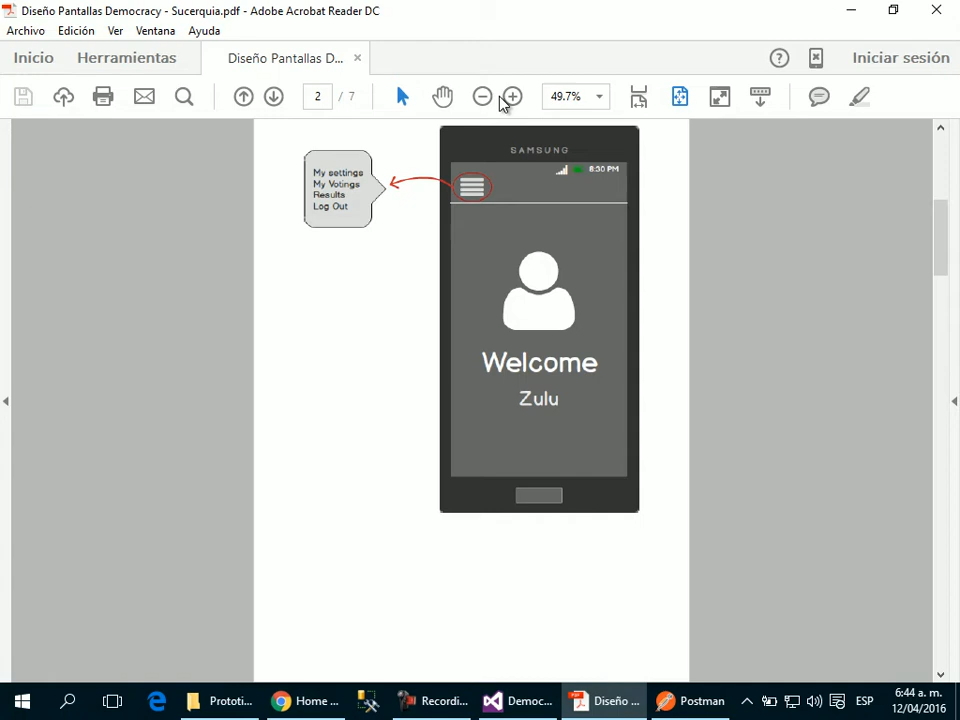 Diseño Pantallas Democracy - Sucerquia.pdf - Adobe Acrobat Reader DC
Archivo Edición Ver Ventana Ayuda
Inicio Herramientas Diseño Pantallas D... × Iniciar sesión
2 / 7 49.7%
SAMSUNG
8:30 PM
My settings
My Votings
Results
Log Out
Welcome
Zulu
Prototi... Home ... Recordi... Democ... Diseño ... Postman ESP
6:44 a. m.
12/04/2016